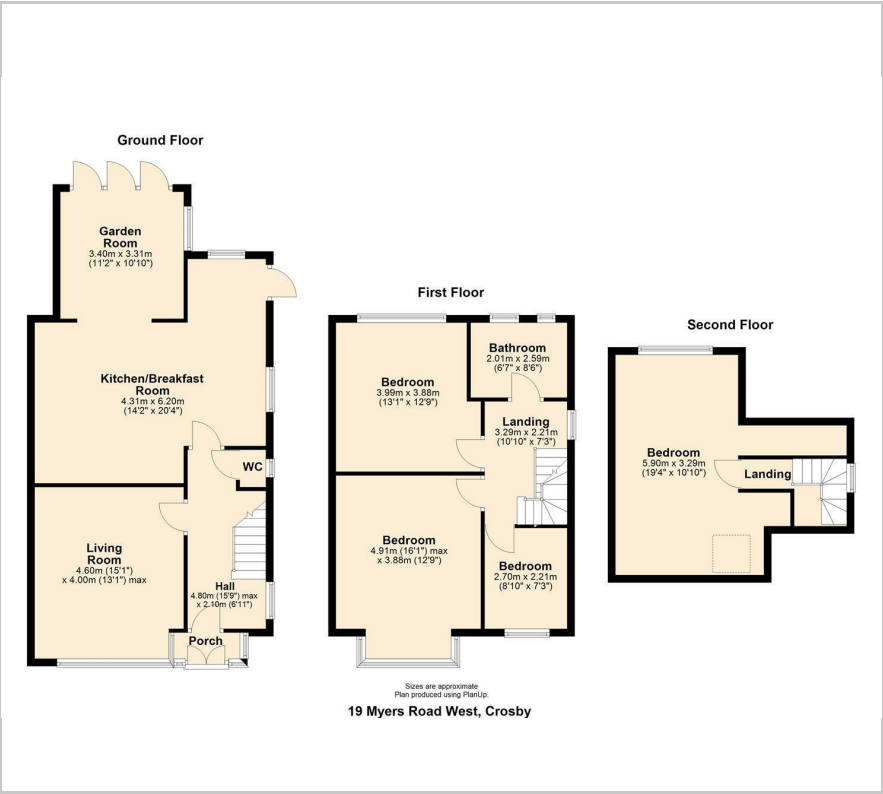 Ground Floor
Garden
Room
3.40m x 3.31m
(11'2" x 10'10")
Kitchen/Breakfast
Room
4.31m x 6.20m
(14'2" x 20'4")
WC
Living
Room
4.60m (15'1")
x 4.00m (13'1") max
Hall
4.80m (15'9") max
x 2.10m (6'11")
Porch
First Floor
Bedroom
3.99m x 3.88m
(13'1" x 12'9")
Bathroom
2.01m x 2.59m
(6'7" x 8'6")
Landing
3.29m x 2.21m
(10'10" x 7'3")
Bedroom
4.91m (16'1") max
x 3.88m (12'9")
Bedroom
2.70m x 2.21m
(8'10" x 7'3")
Second Floor
Bedroom
5.90m x 3.29m
(19'4" x 10'10")
Landing
Sizes are approximate
Plan produced using PlanUp.
19 Myers Road West, Crosby